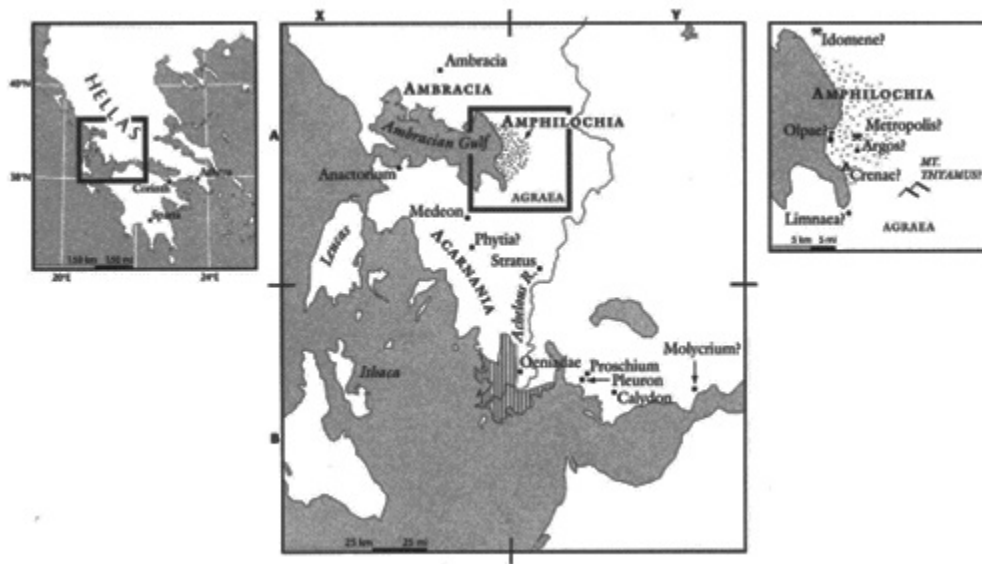 40°N
HELLAS
38°N
Corinth
Athens
Sparta
150 km 150 mi
20°E 24°E
X Y
A
B
Ambracia
AMBRACIA
Ambracian Gulf
AMPHILOCHIA
Anactorium
AGRAEA
Medeon
Phytia?
Stratus
Leucas
ACARNANIA
Achelous R.
Ithaca
Oeniadae
Proschium
Pleuron
Calydon
Molycrium?
25 km 25 mi
Idomene?
AMPHILOCHIA
Olpae?
Metropolis?
Argos?
Crenae?
MT.
THYAMUS?
Limnaea?
AGRAEA
5 km 5 mi